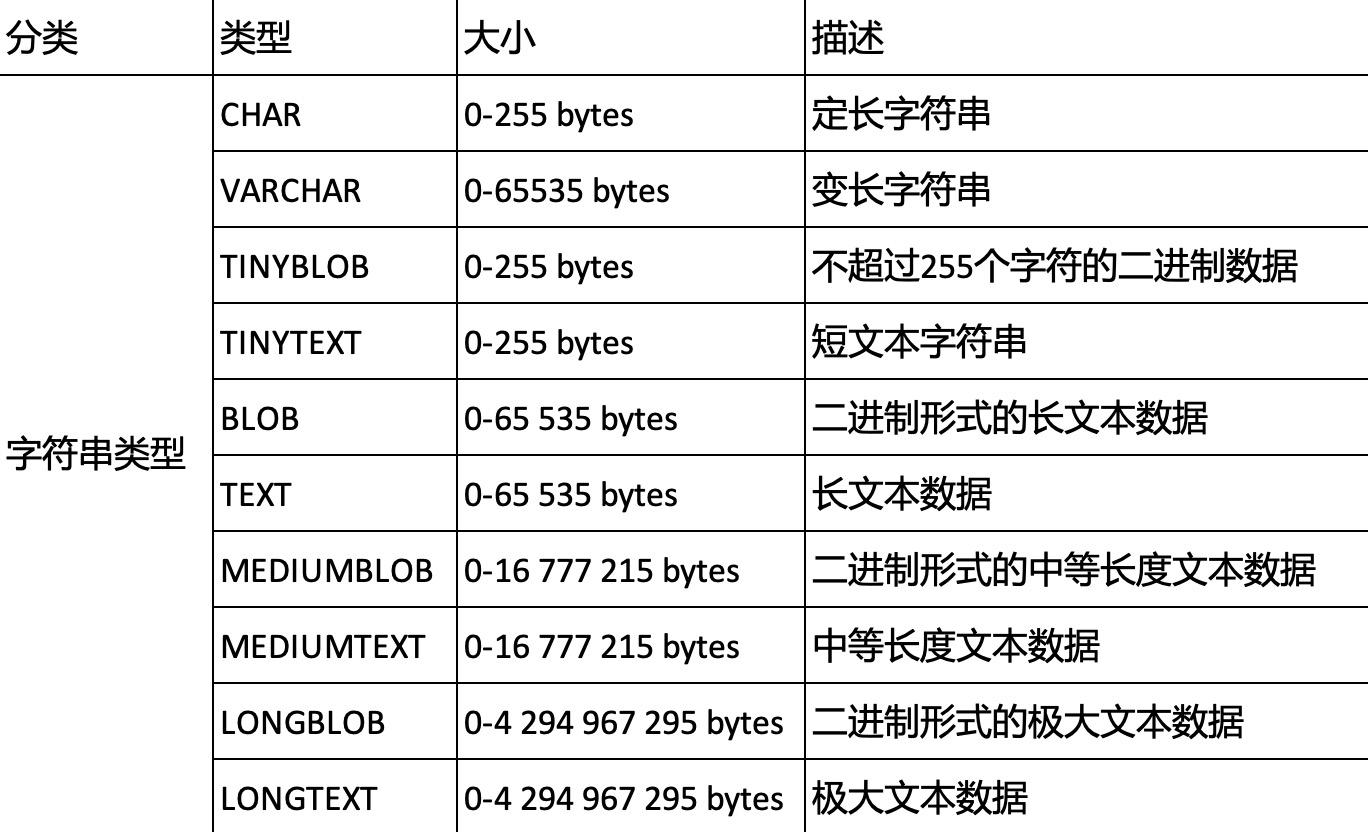 分类 类型 大小 描述
CHAR 0-255 bytes 定长字符串
VARCHAR 0-65535 bytes 变长字符串
TINYBLOB 0-255 bytes 不超过255个字符的二进制数据
TINYTEXT 0-255 bytes 短文本字符串
BLOB 0-65 535 bytes 二进制形式的长文本数据
字符串类型
TEXT 0-65 535 bytes 长文本数据
MEDIUMBLOB 0-16 777 215 bytes 二进制形式的中等长度文本数据
MEDIUMTEXT 0-16 777 215 bytes 中等长度文本数据
LONGBLOB 0-4 294 967 295 bytes 二进制形式的极大文本数据
LONGTEXT 0-4 294 967 295 bytes 极大文本数据